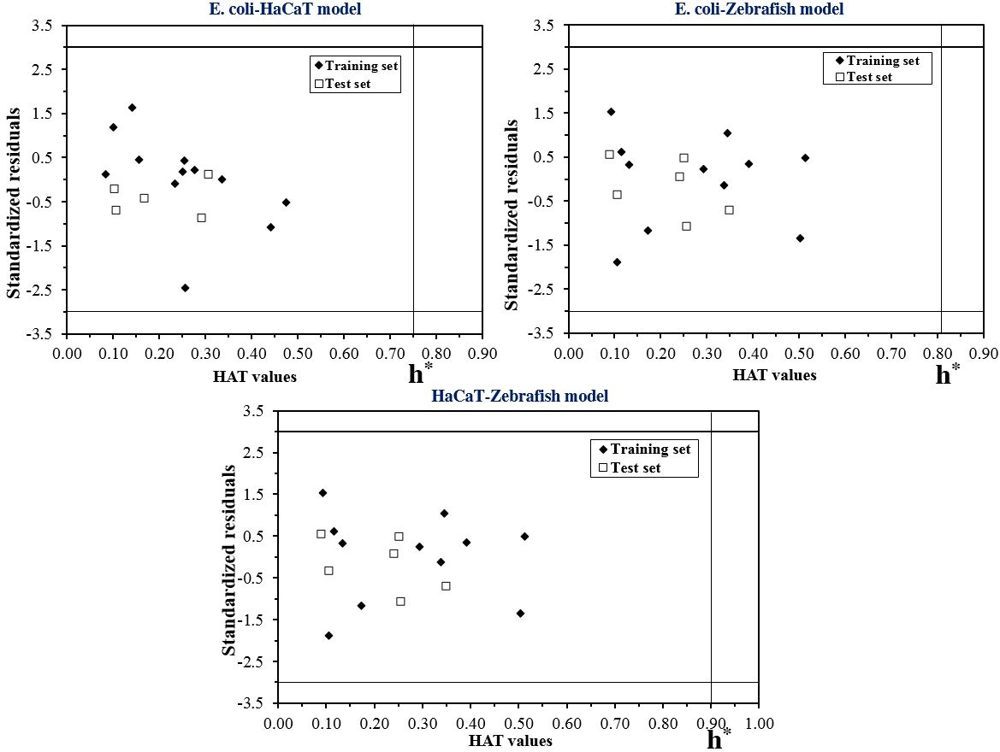 E. coli-HaCaT model
3.5
2.5
1.5
0.5
-0.5
-1.5
-2.5
-3.5
Standardized residuals
Training set
Test set
0.00 0.10 0.20 0.30 0.40 0.50 0.60 0.70 0.80 0.90
HAT values
h*
E. coli-Zebrafish model
3.5
2.5
1.5
0.5
-0.5
-1.5
-2.5
-3.5
Standardized residuals
Training set
Test set
0.00 0.10 0.20 0.30 0.40 0.50 0.60 0.70 0.80 0.90
HAT values
h*
HaCaT-Zebrafish model
3.5
2.5
1.5
0.5
-0.5
-1.5
-2.5
-3.5
Standardized residuals
Training set
Test set
0.00 0.10 0.20 0.30 0.40 0.50 0.60 0.70 0.80 0.90 1.00
HAT values
h*